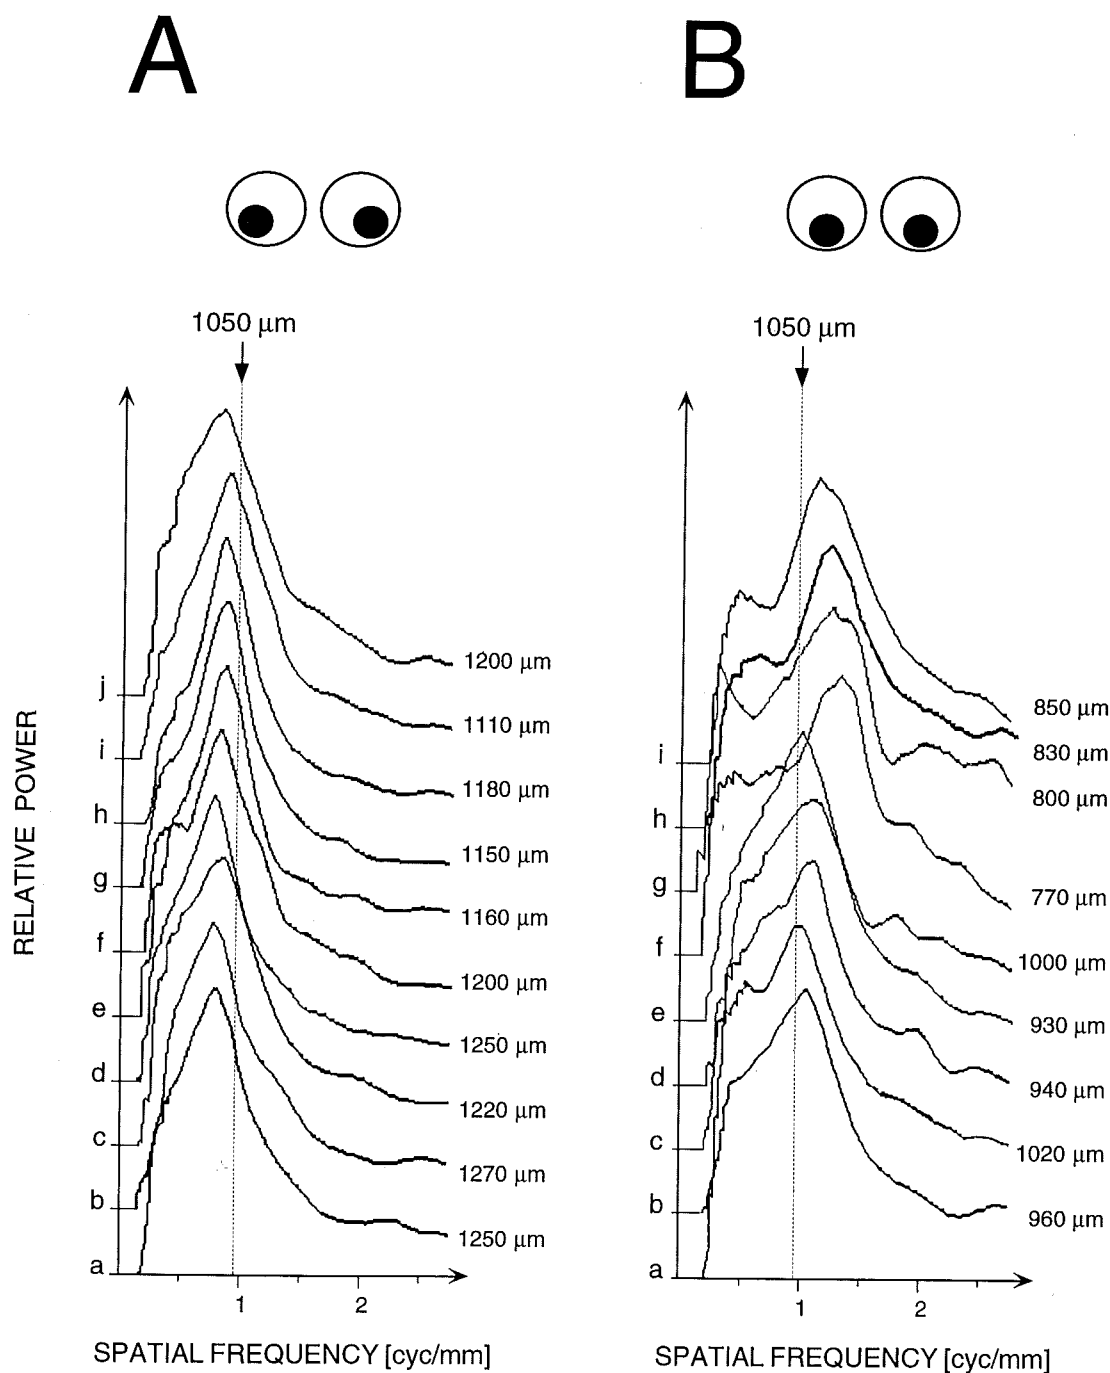 A
B
1050 µm
1050 µm
RELATIVE POWER
j
i
h
g
f
e
d
c
b
a
1200 µm
1110 µm
1180 µm
1150 µm
1160 µm
1200 µm
1250 µm
1220 µm
1270 µm
1250 µm
1
2
SPATIAL FREQUENCY [cyc/mm]
i
h
g
f
e
d
c
b
a
850 µm
830 µm
800 µm
770 µm
1000 µm
930 µm
940 µm
1020 µm
960 µm
1
2
SPATIAL FREQUENCY [cyc/mm]